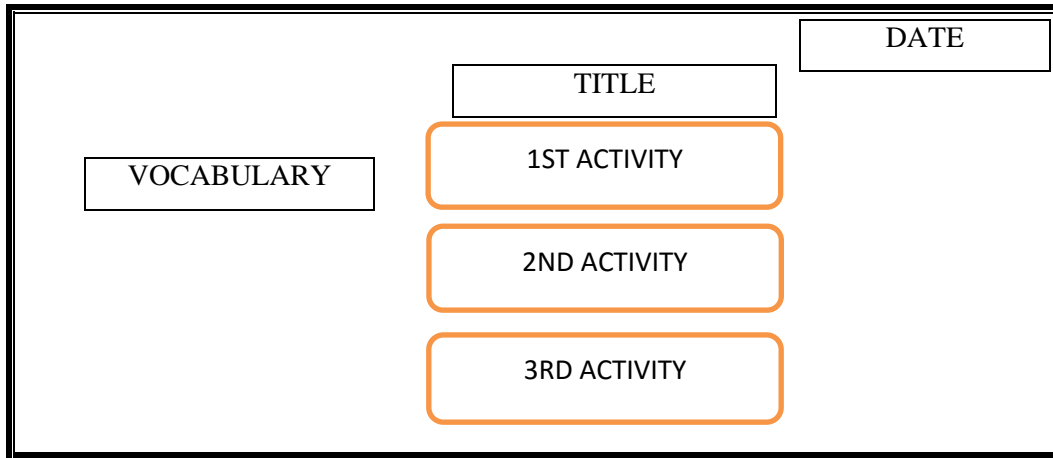 DATE
TITLE
1ST ACTIVITY
VOCABULARY
2ND ACTIVITY
3RD ACTIVITY